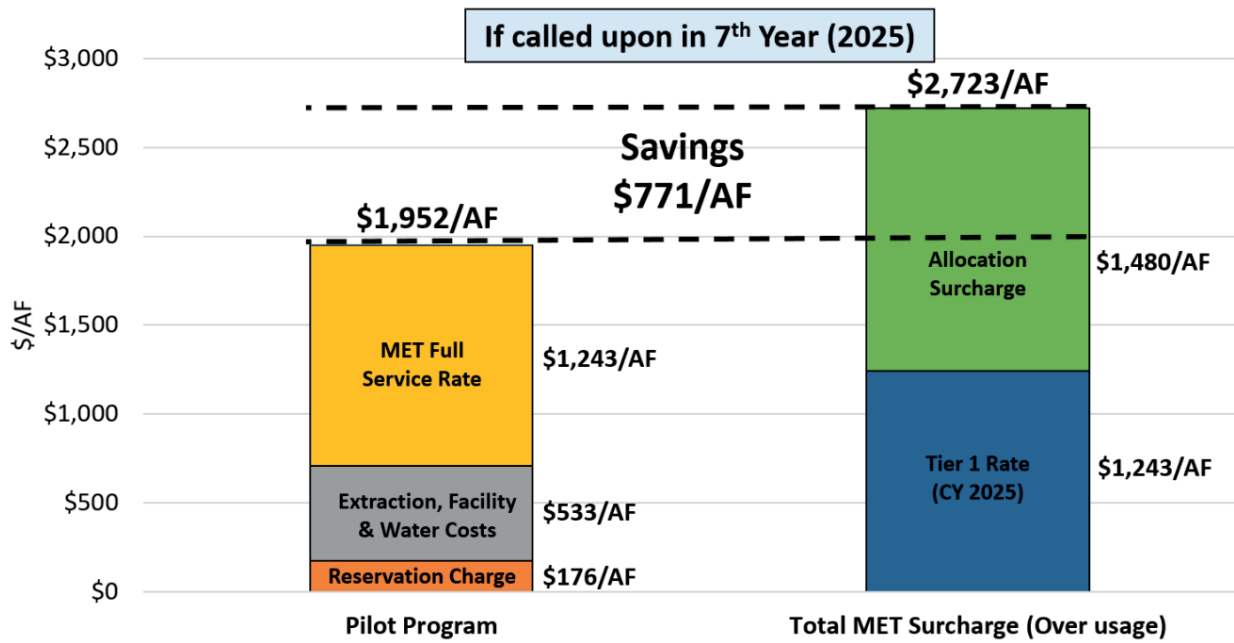 If called upon in 7th Year (2025)
$3,000
$2,500
$2,000
$1,500
$1,000
$500
$0
$/AF
$2,723/AF
Savings
$771/AF
$1,952/AF
MET Full
Service Rate
$1,243/AF
Extraction, Facility
& Water Costs
$533/AF
Reservation Charge
$176/AF
Allocation
Surcharge
$1,480/AF
Tier 1 Rate
(CY 2025)
$1,243/AF
Pilot Program
Total MET Surcharge (Over usage)